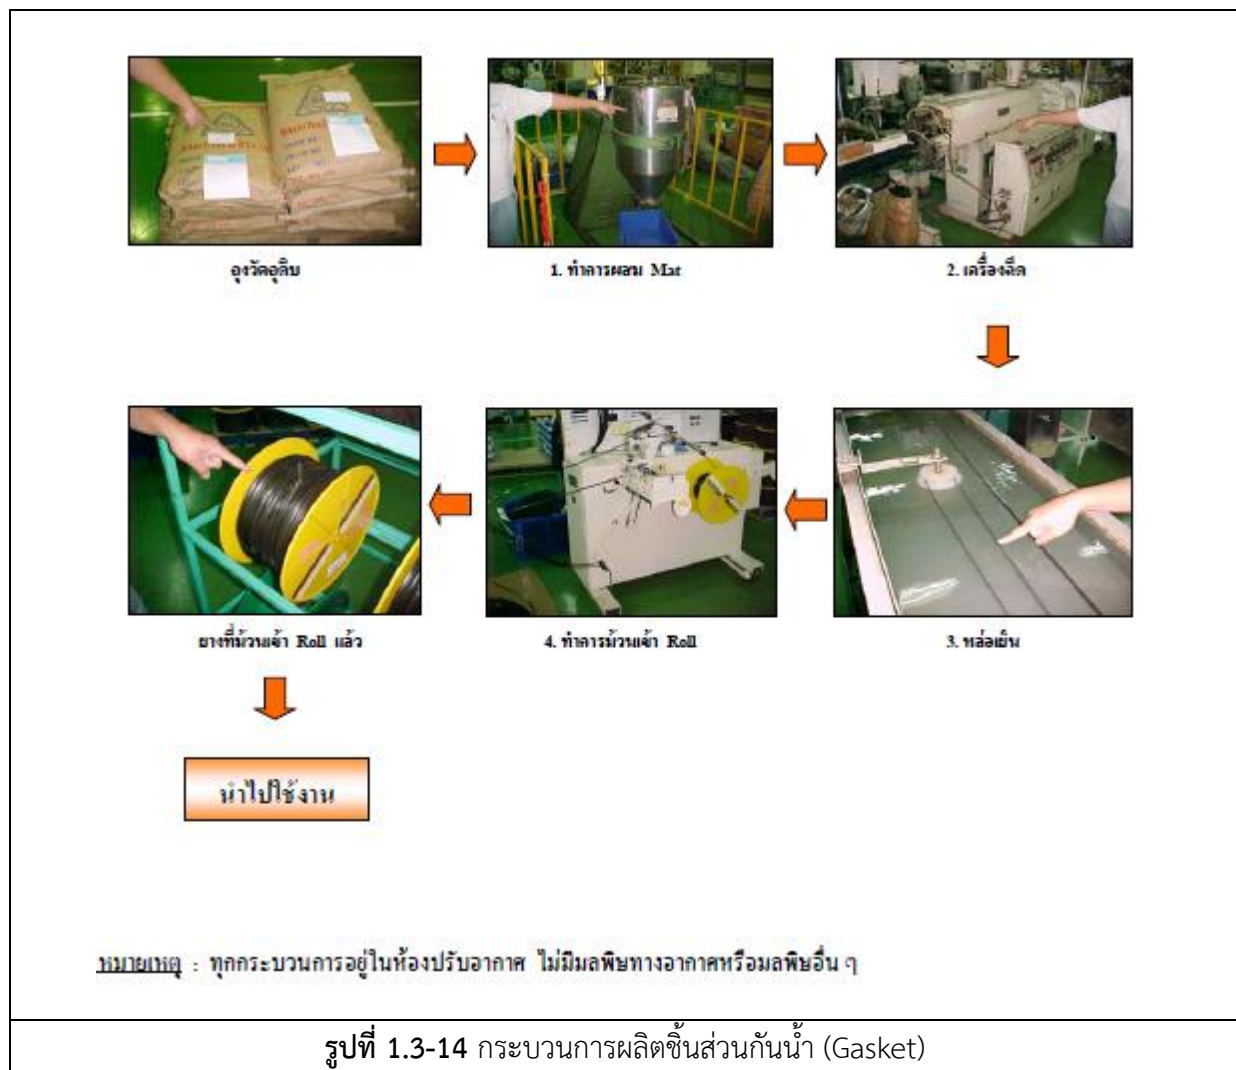 ถุงวัตถุดิบ
1. ทำการผสม Mat
2. เครื่องฉีด
ยางที่ม้วนเข้า Roll แล้ว
4. ทำการม้วนเข้า Roll
3. หล่อเย็น
นำไปใช้งาน
หมายเหตุ : ทุกกระบวนการอยู่ในห้องปรับอากาศ ไม่มีมลพิษทางอากาศหรือมลพิษอื่น ๆ
รูปที่ 1.3-14 กระบวนการผลิตชิ้นส่วนกันน้ำ (Gasket)